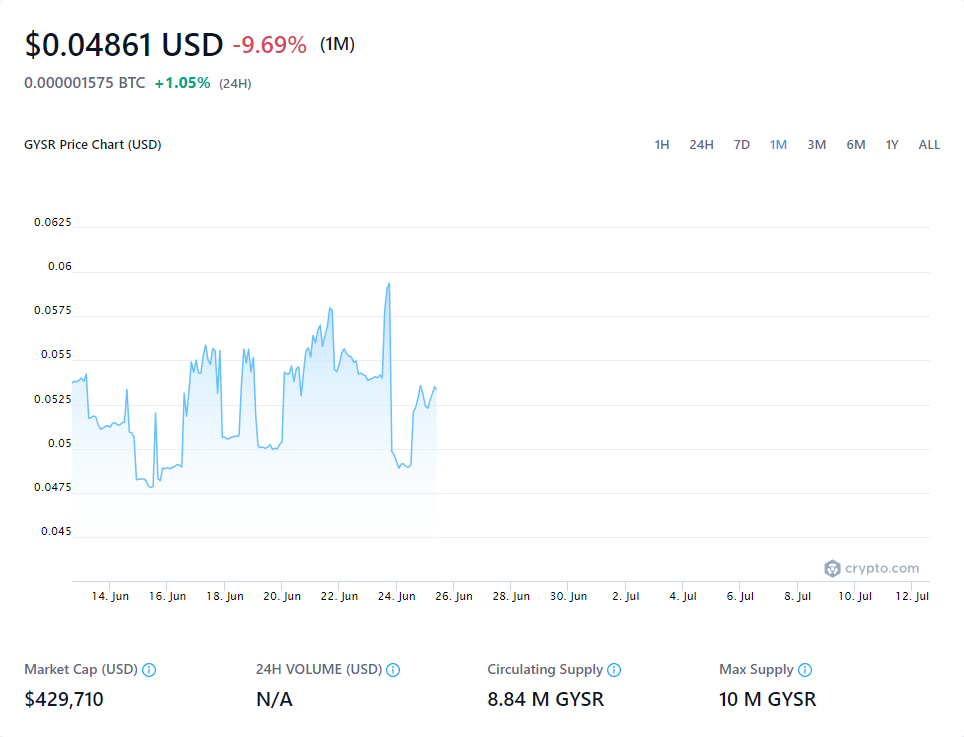 $0.04861 USD -9.69% (1M)
0.000001575 BTC +1.05% (24H)
GYSR Price Chart (USD)
1H 24H 7D 1M 3M 6M 1Y ALL
0.0625
0.06
0.0575
0.055
0.0525
0.05
0.0475
0.045
crypto.com
14. Jun 16. Jun 18. Jun 20. Jun 22. Jun 24. Jun 26. Jun 28. Jun 30. Jun 2. Jul 4. Jul 6. Jul 8. Jul 10. Jul 12. Jul
Market Cap (USD) 24H VOLUME (USD) Circulating Supply Max Supply
$429,710 N/A 8.84 M GYSR 10 M GYSR